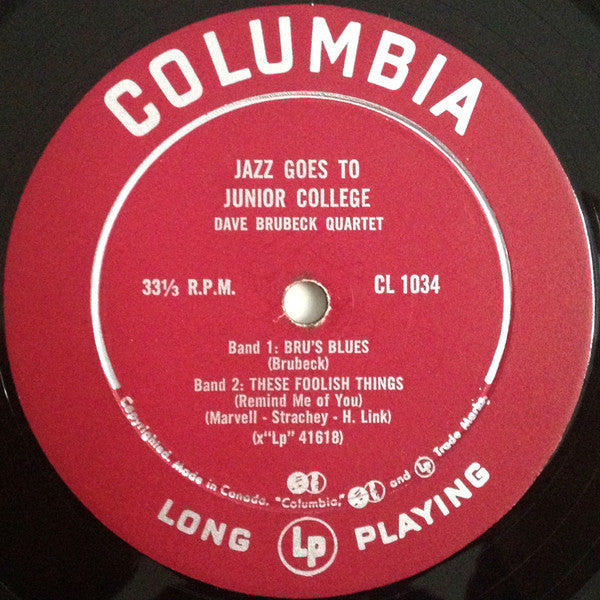 COLUMBIA
JAZZ GOES TO
JUNIOR COLLEGE
DAVE BRUBECK QUARTET
33⅓ R.P.M.
CL 1034
Band 1: BRU'S BLUES
(Brubeck)
Band 2: THESE FOOLISH THINGS
(Remind Me of You)
(Marvell - Strachey - H. Link)
(x"Lp" 41618)
Copyrighted. Made in Canada. "Columbia," and Lp Trade Marks.
LONG Lp PLAYING